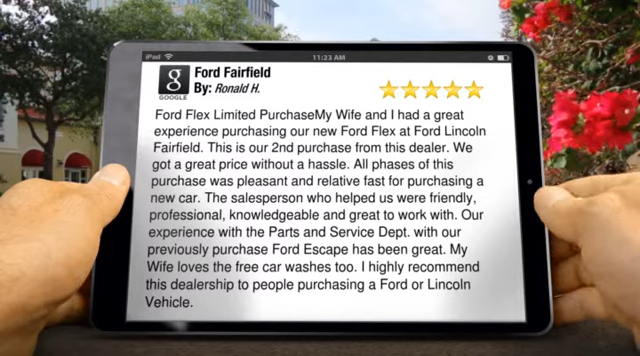 iPad
11:23 AM
g
GOOGLE
Ford Fairfield
By: Ronald H.
Ford Flex Limited PurchaseMy Wife and I had a great
experience purchasing our new Ford Flex at Ford Lincoln
Fairfield. This is our 2nd purchase from this dealer. We
got a great price without a hassle. All phases of this
purchase was pleasant and relative fast for purchasing a
new car. The salesperson who helped us were friendly,
professional, knowledgeable and great to work with. Our
experience with the Parts and Service Dept. with our
previously purchase Ford Escape has been great. My
Wife loves the free car washes too. I highly recommend
this dealership to people purchasing a Ford or Lincoln
Vehicle.